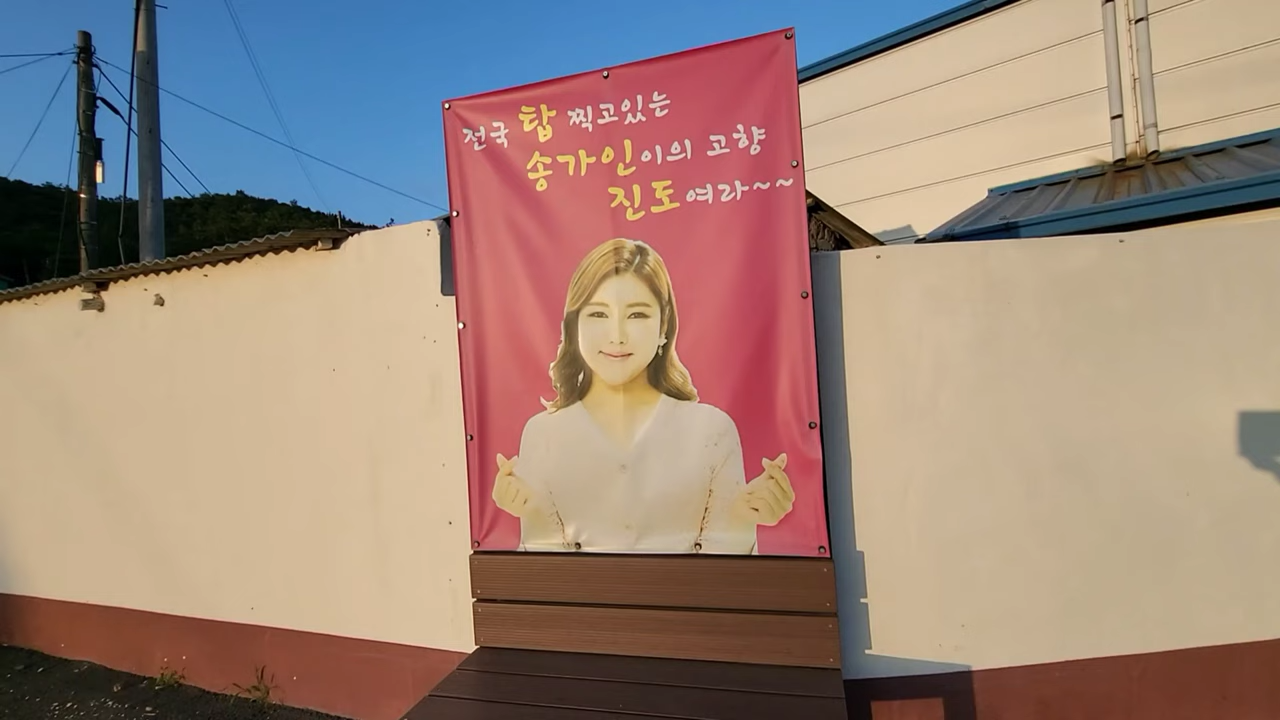 전국 탑 찍고있는
송가인이의 고향
진도여라~~